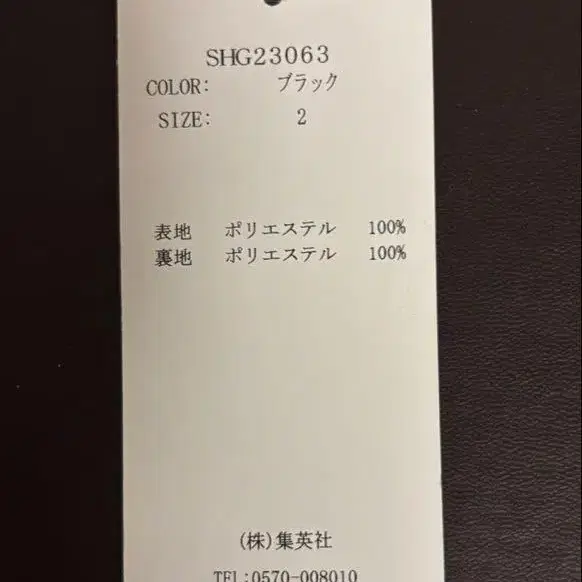 SHG23063
COLOR: ブラック
SIZE: 2
表地 ポリエステル 100%
裏地 ポリエステル 100%
(株)集英社
TEL:0570-008010